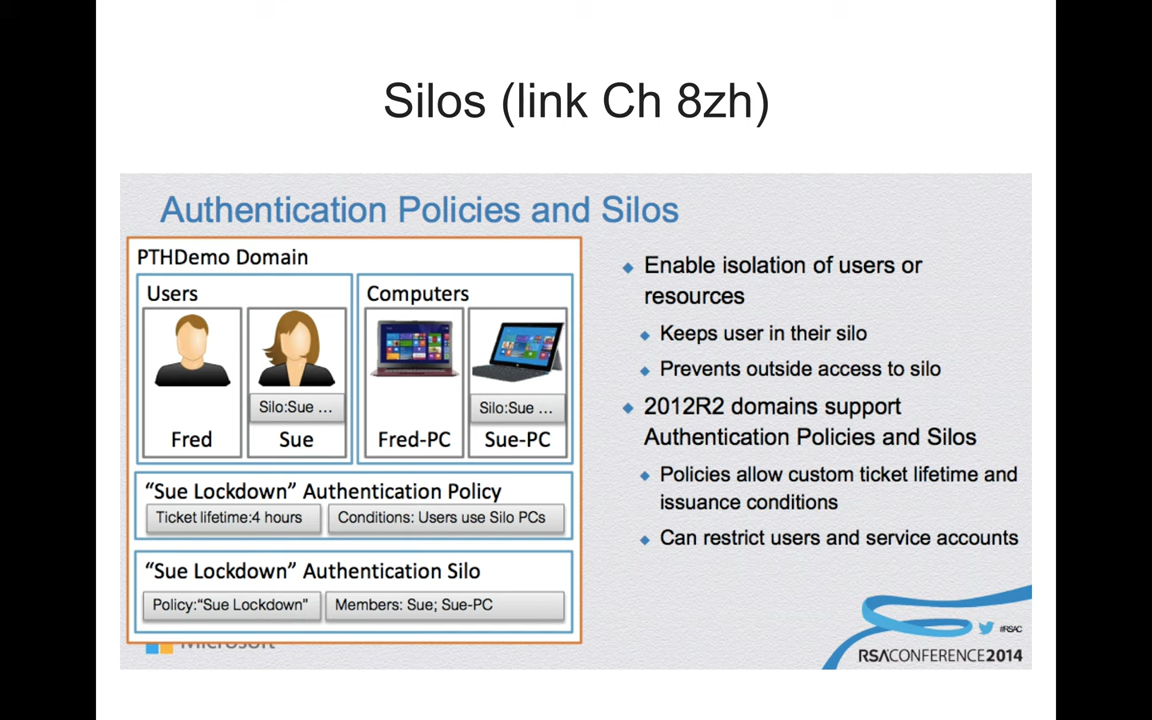 Silos (link Ch 8zh)
Authentication Policies and Silos
PTHDemo Domain
Users
Computers
Silo:Sue ...
Silo:Sue ...
Fred
Sue
Fred-PC
Sue-PC
“Sue Lockdown” Authentication Policy
Ticket lifetime:4 hours
Conditions: Users use Silo PCs
“Sue Lockdown” Authentication Silo
Policy:“Sue Lockdown”
Members: Sue; Sue-PC
Microsoft
Enable isolation of users or
resources
Keeps user in their silo
Prevents outside access to silo
2012R2 domains support
Authentication Policies and Silos
Policies allow custom ticket lifetime and
issuance conditions
Can restrict users and service accounts
#RSAC
RSACONFERENCE2014